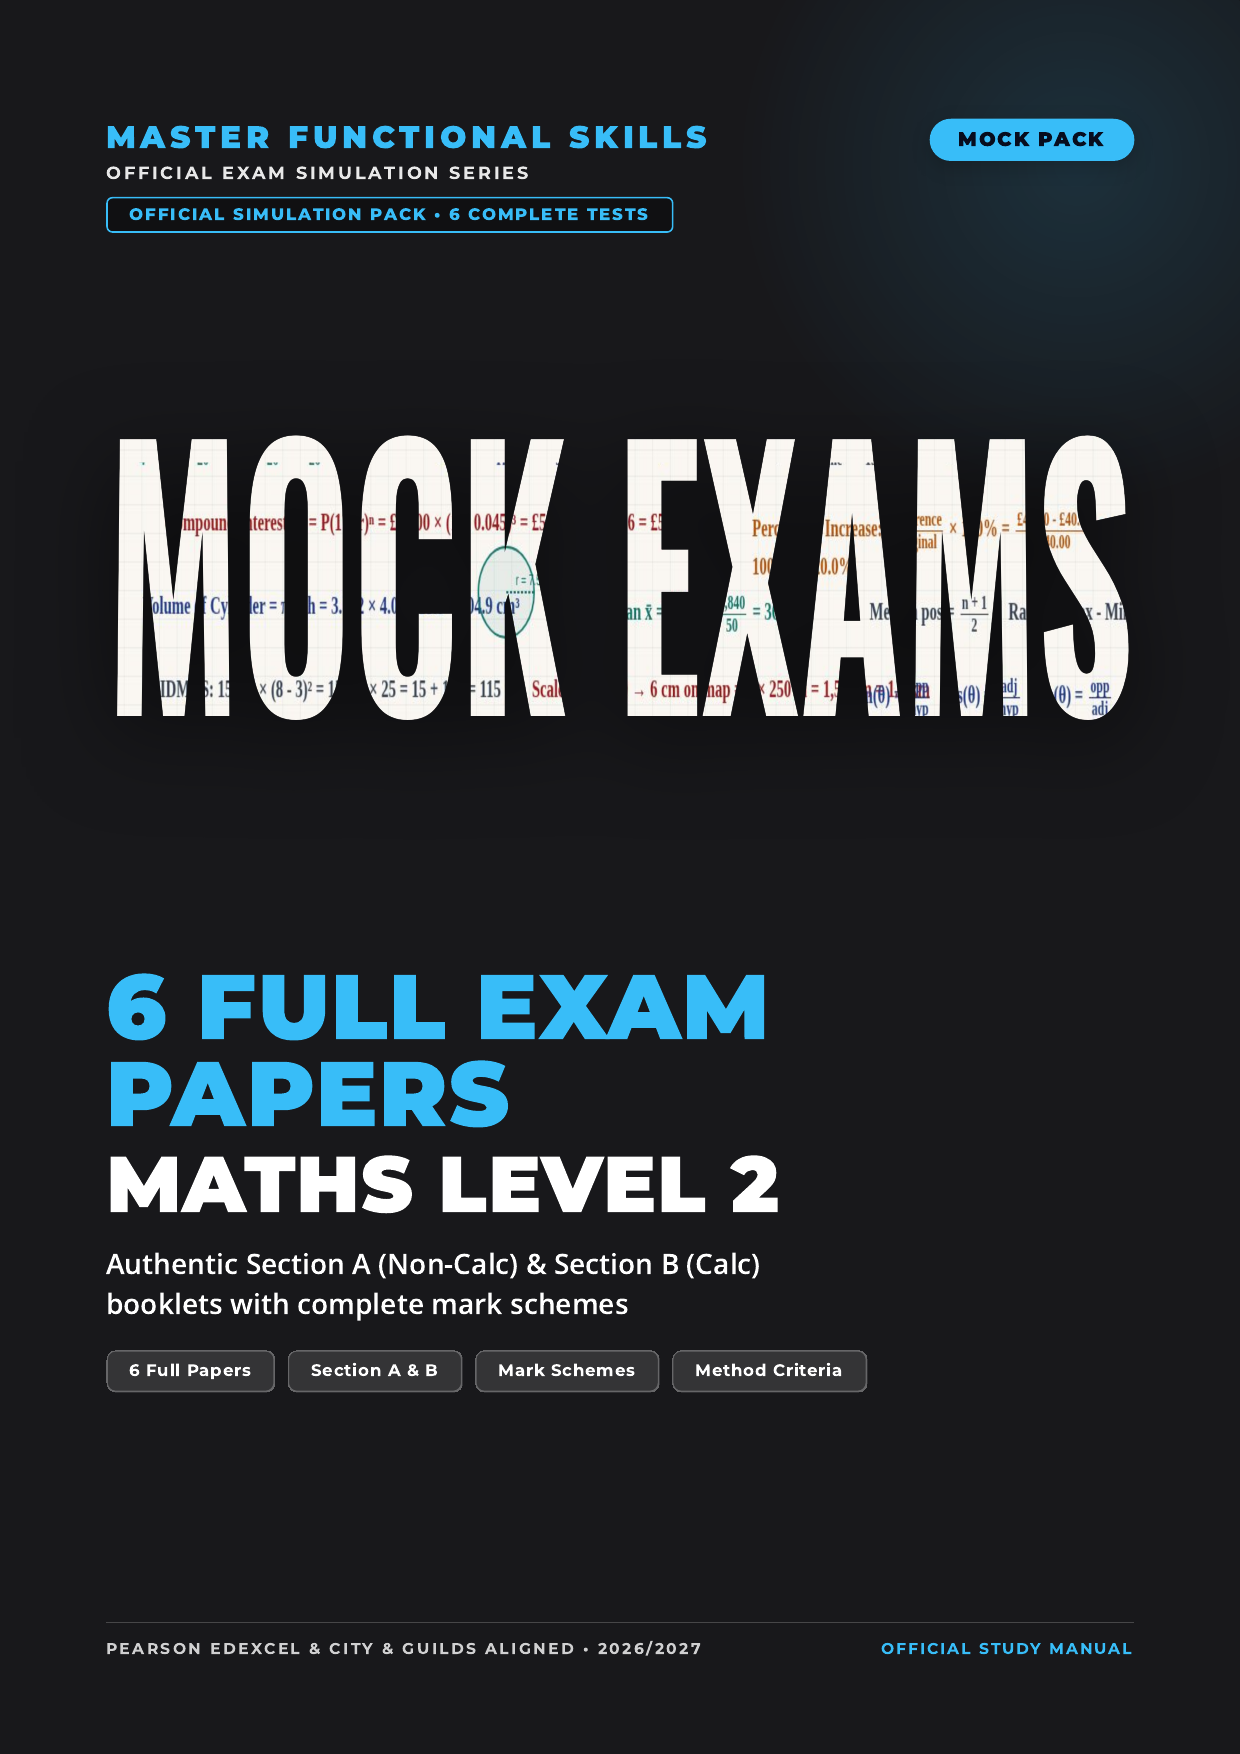 MASTER FUNCTIONAL SKILLS
MOCK PACK
OFFICIAL EXAM SIMULATION SERIES
OFFICIAL SIMULATION PACK • 6 COMPLETE TESTS
MOCK EXAMS
6 FULL EXAM
PAPERS
MATHS LEVEL 2
Authentic Section A (Non-Calc) & Section B (Calc)
booklets with complete mark schemes
6 Full Papers
Section A & B
Mark Schemes
Method Criteria
PEARSON EDEXCEL & CITY & GUILDS ALIGNED • 2026/2027
OFFICIAL STUDY MANUAL